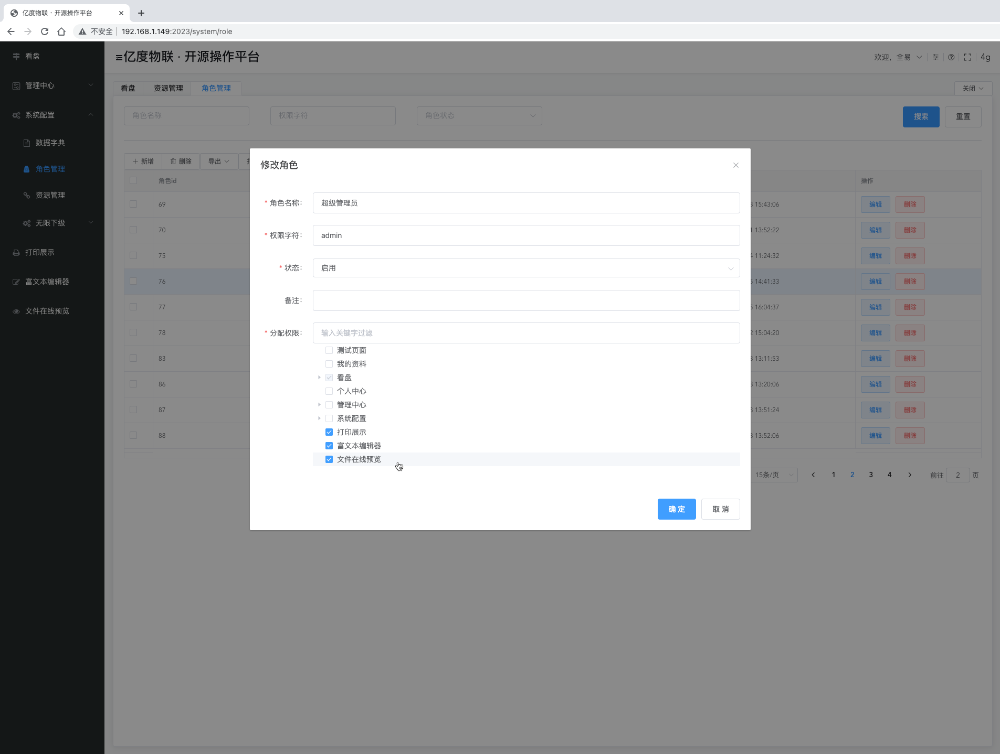 亿度物联 · 开源操作平台
不安全 192.168.1.149:2023/system/role
看盘
管理中心
系统配置
数据字典
角色管理
资源管理
无限下级
打印展示
富文本编辑器
文件在线预览
亿度物联 · 开源操作平台
欢迎，全易 4g
看盘 资源管理 角色管理 关闭
角色名称 权限字符 角色状态 搜索 重置
新增 删除 导出
角色id 操作
69 15:43:06 编辑 删除
70 13:52:22 编辑 删除
75 11:24:32 编辑 删除
76 14:41:33 编辑 删除
77 16:04:37 编辑 删除
78 15:04:20 编辑 删除
83 13:11:53 编辑 删除
86 13:20:06 编辑 删除
87 13:51:24 编辑 删除
88 13:52:06 编辑 删除
15条/页 1 2 3 4 前往 2 页
修改角色
* 角色名称： 超级管理员
* 权限字符： admin
* 状态： 启用
备注：
* 分配权限： 输入关键字过滤
测试页面
我的资料
看盘
个人中心
管理中心
系统配置
打印展示
富文本编辑器
文件在线预览
确 定 取 消